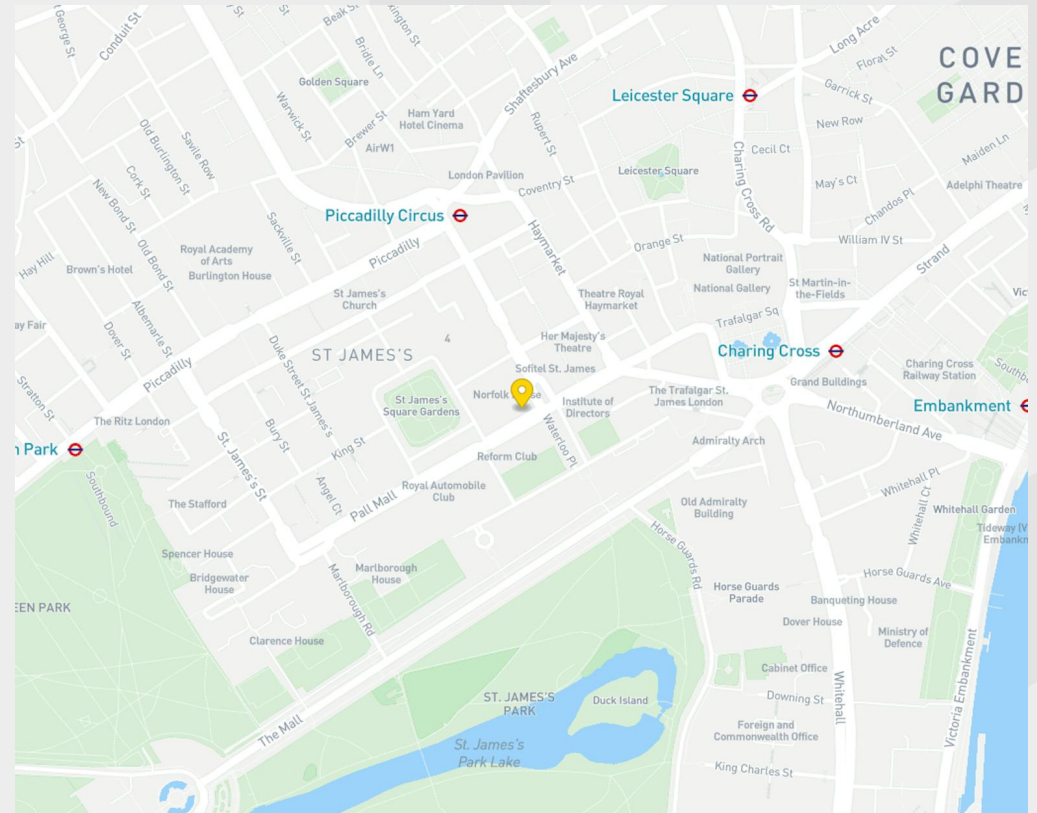 George St
Conduit St
Beak St
Bridle Ln
Golden Square
Warwick St
Brewer St
Ham Yard
Hotel Cinema
AirW1
Shaftesbury Ave
Rupert St
Leicester Square
Long Acre
Floral St
COVE
GARD
Garrick St
New Row
Cecil Ct
Maiden Ln
Savile Row
Old Burlington St
Cork St
New Bond St
Old Bond St
London Pavilion
Coventry St
Leicester Square
Charing Cross Rd
May's Ct
Adelphi Theatre
Chandos Pl
Piccadilly Circus
Sackville St
Piccadilly
Haymarket
Orange St
William IV St
Strand
Hay Hill
Brown's Hotel
Royal Academy
of Arts
Burlington House
National Portrait
Gallery
National Gallery
St Martin-in-
the-Fields
St James's
Church
Theatre Royal
Haymarket
Trafalgar Sq
ay Fair
Dover St
Albemarle St
4
Her Majesty's
Theatre
ST JAMES'S
Sofitel St. James
Charing Cross
Charing Cross
Railway Station
Stratton St
Piccadilly
Duke Street St James's
St James's
Square Gardens
Norfolk
Institute of
Directors
The Trafalgar St.
James London
Grand Buildings
Embankment
Northumberland Ave
The Ritz London
Bury St
King St
Waterloo Pl
Admiralty Arch
n Park
St. James's St
Reform Club
Southbound
Angel Ct
Pall Mall
Royal Automobile
Club
Whitehall Pl
Whitehall Ct
The Stafford
Old Admiralty
Building
Whitehall Garden
Tideway (V
Embankn
Spencer House
Bridgewater
House
Marlborough
House
Marlborough Rd
Horse Guards Rd
Horse Guards
Parade
Horse Guards Ave
Banqueting House
EEN PARK
Clarence House
Dover House
Ministry of
Defence
Cabinet Office
Whitehall
Victoria Embankment
ST. JAMES'S
PARK
Duck Island
Downing St
The Mall
St. James's
Park Lake
Foreign and
Commonwealth Office
King Charles St